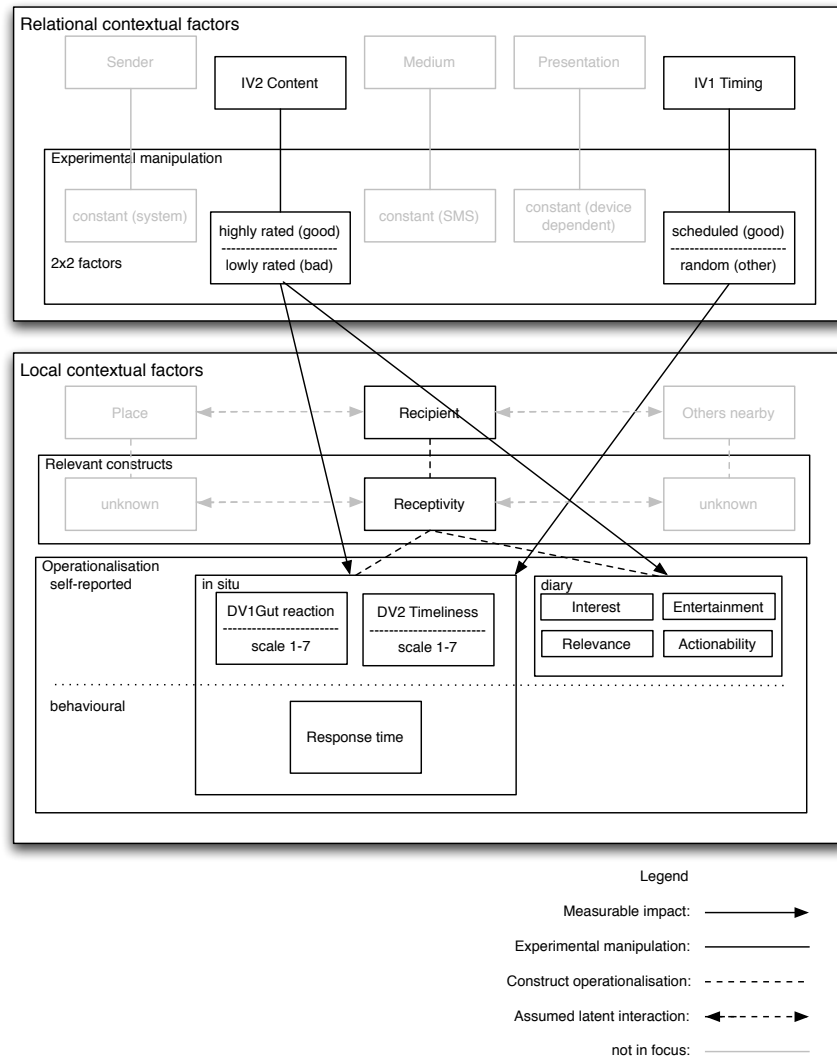 Relational contextual factors
Sender
IV2 Content
Medium
Presentation
IV1 Timing
Experimental manipulation
constant (system)
highly rated (good)
lowly rated (bad)
constant (SMS)
constant (device
dependent)
scheduled (good)
random (other)
2x2 factors
Local contextual factors
Place
Recipient
Others nearby
Relevant constructs
unknown
Receptivity
unknown
Operationalisation
self-reported
in situ
DV1Gut reaction
scale 1-7
DV2 Timeliness
scale 1-7
diary
Interest
Entertainment
Relevance
Actionability
behavioural
Response time
Legend
Measurable impact:
Experimental manipulation:
Construct operationalisation:
Assumed latent interaction:
not in focus: